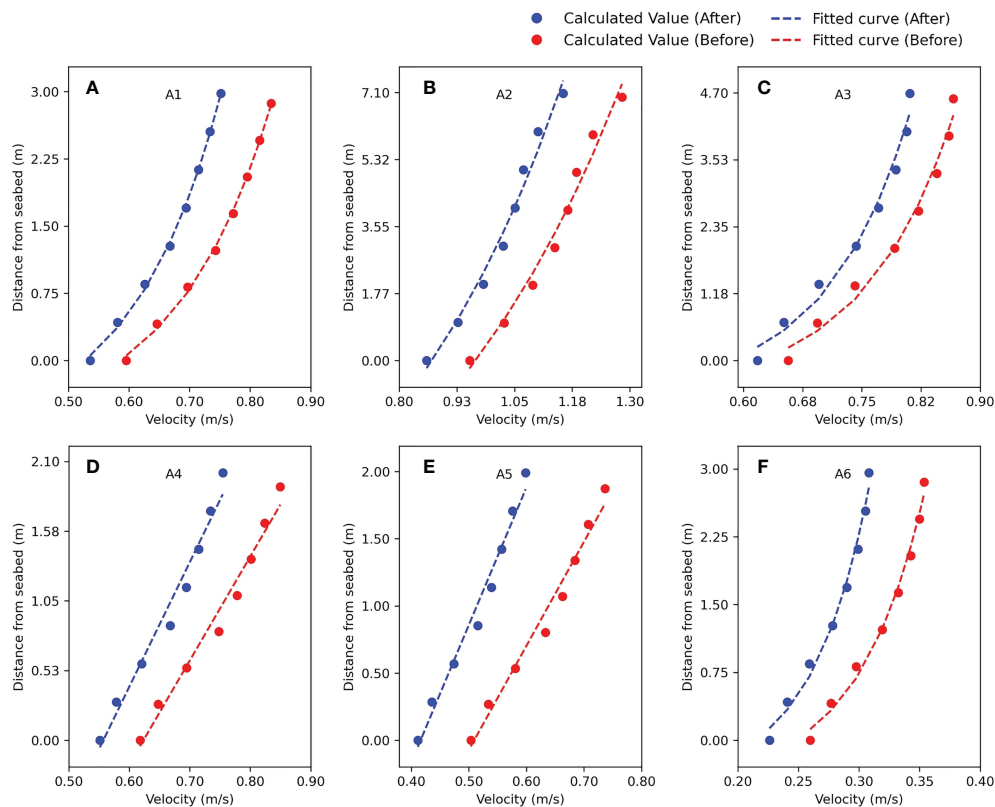 Calculated Value (After) Fitted curve (After)
Calculated Value (Before) Fitted curve (Before)
A A1
3.00
2.25
1.50
0.75
0.00
Distance from seabed (m)
0.50 0.60 0.70 0.80 0.90
Velocity (m/s)
B A2
7.10
5.32
3.55
1.77
0.00
Distance from seabed (m)
0.80 0.93 1.05 1.18 1.30
Velocity (m/s)
C A3
4.70
3.53
2.35
1.18
0.00
Distance from seabed (m)
0.60 0.68 0.75 0.82 0.90
Velocity (m/s)
D A4
2.10
1.58
1.05
0.53
0.00
Distance from seabed (m)
0.50 0.60 0.70 0.80 0.90
Velocity (m/s)
E A5
2.00
1.50
1.00
0.50
0.00
Distance from seabed (m)
0.40 0.50 0.60 0.70 0.80
Velocity (m/s)
F A6
3.00
2.25
1.50
0.75
0.00
Distance from seabed (m)
0.20 0.25 0.30 0.35 0.40
Velocity (m/s)